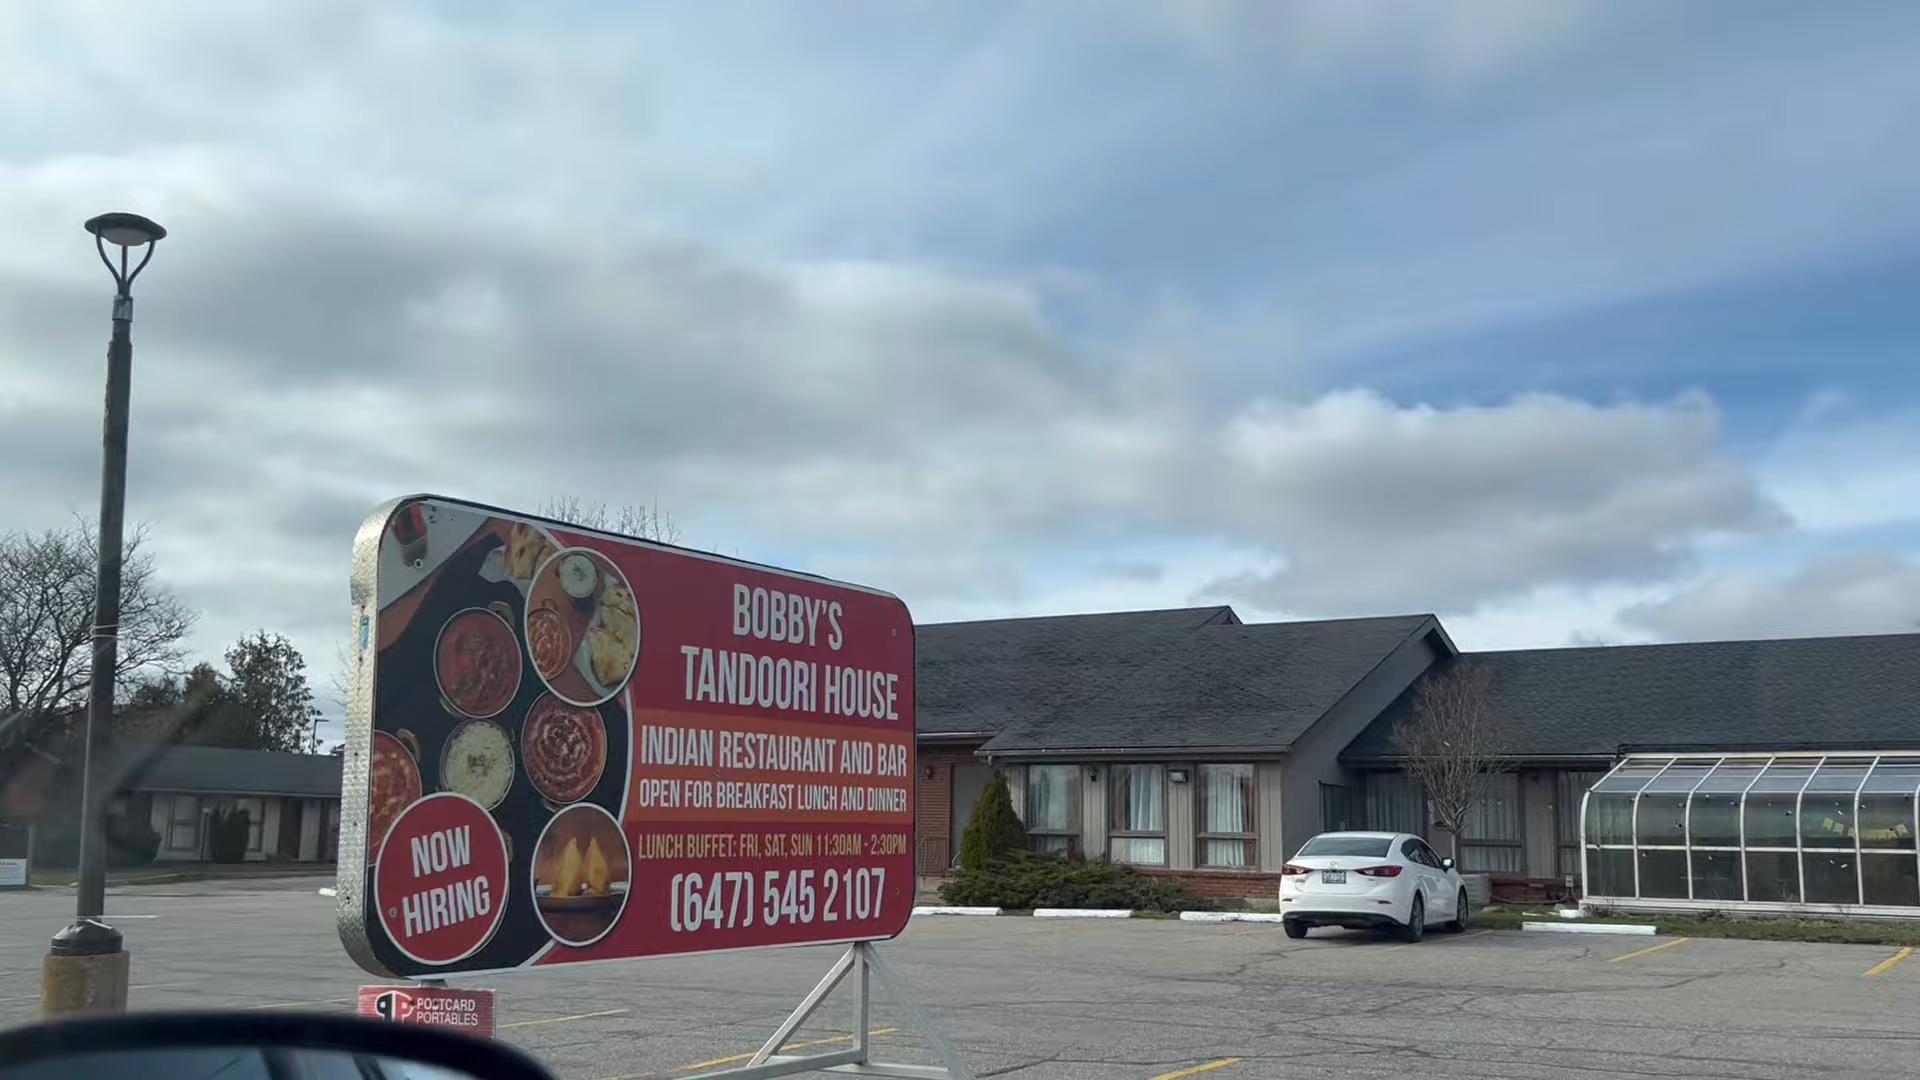 BOBBY'S
TANDOORI HOUSE
INDIAN RESTAURANT AND BAR
OPEN FOR BREAKFAST LUNCH AND DINNER
LUNCH BUFFET: FRI, SAT, SUN 11:30AM - 2:30PM
(647) 545 2107
NOW
HIRING
POSTCARD
PORTABLES